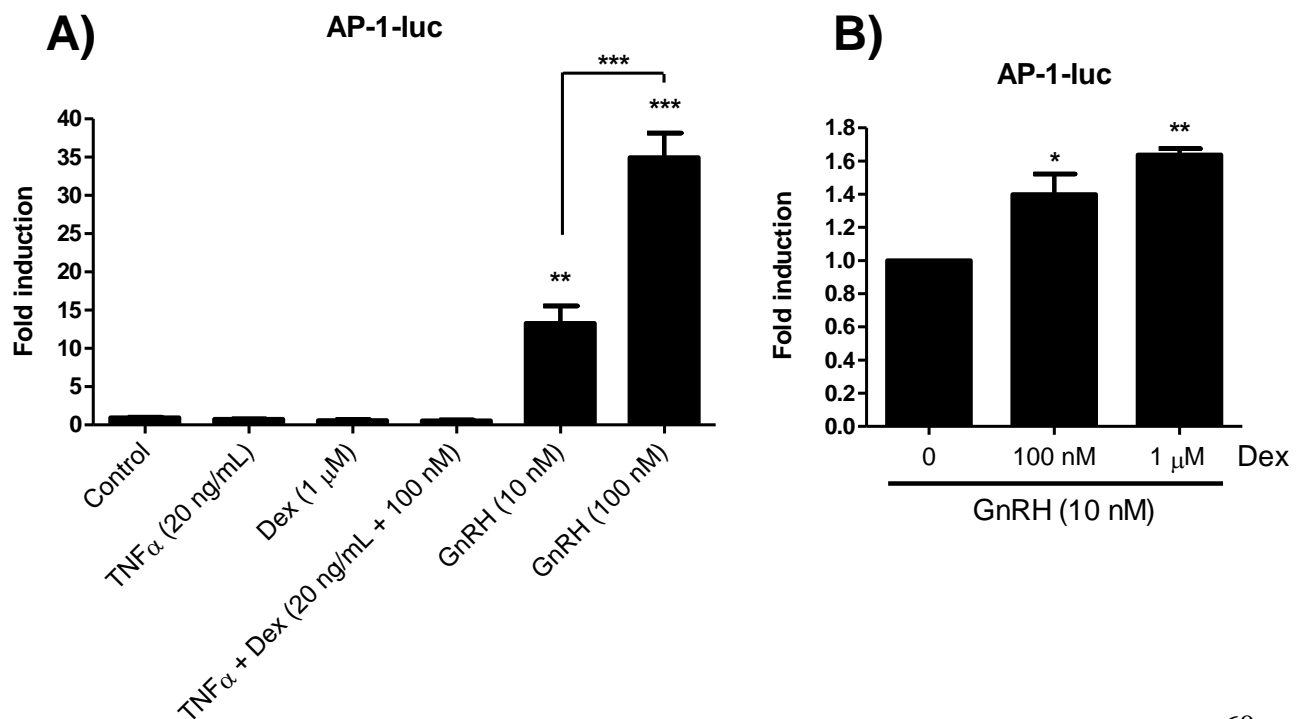 A)
AP-1-luc
***
***
**
Fold induction
40
35
30
25
20
15
10
5
0
Control
TNFα (20 ng/mL)
Dex (1 μM)
TNFα + Dex (20 ng/mL + 100 nM)
GnRH (10 nM)
GnRH (100 nM)
B)
AP-1-luc
*
**
Fold induction
1.8
1.6
1.4
1.2
1.0
0.8
0.6
0.4
0.2
0.0
0 100 nM 1 μM Dex
GnRH (10 nM)